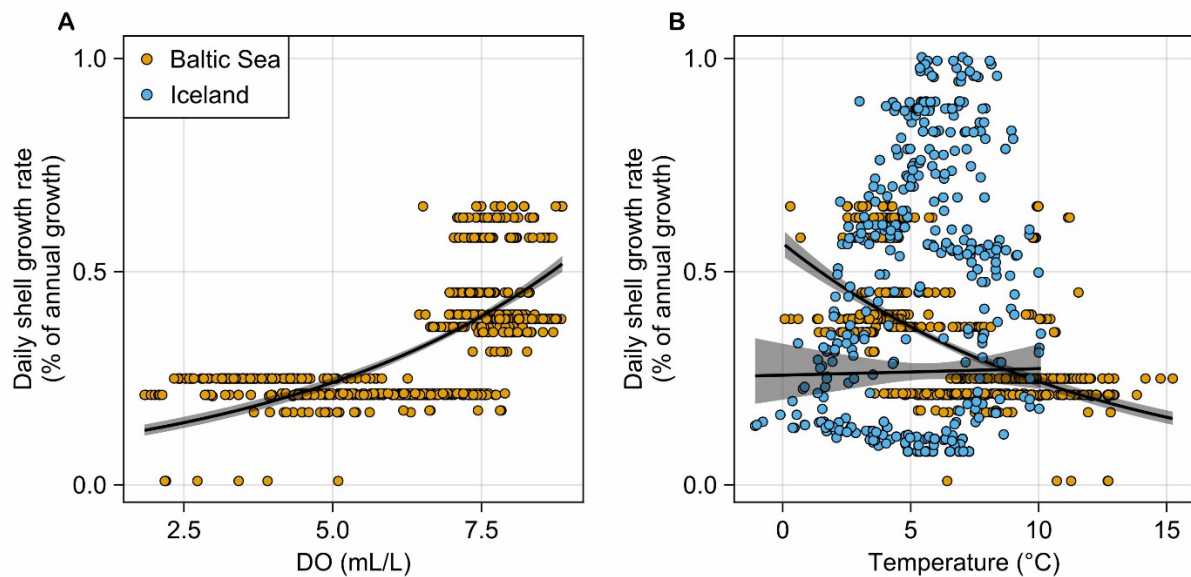 A
Baltic Sea
Iceland
1.0
0.5
0.0
2.5
5.0
7.5
DO (mL/L)
Daily shell growth rate
(% of annual growth)
B
1.0
0.5
0.0
0
5
10
15
Temperature (°C)
Daily shell growth rate
(% of annual growth)